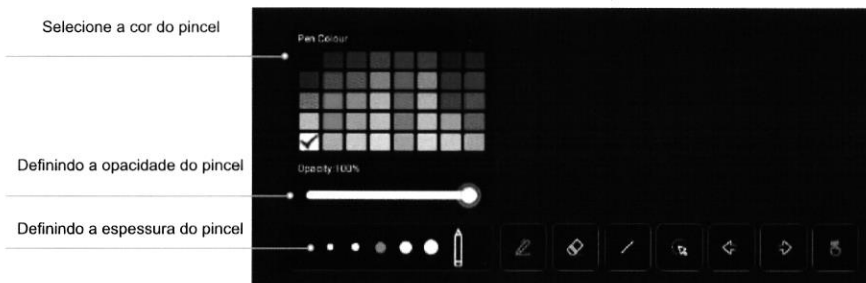 Selecione a cor do pincel
Pen Colour
Definindo a opacidade do pincel
Opacity:100%
Definindo a espessura do pincel